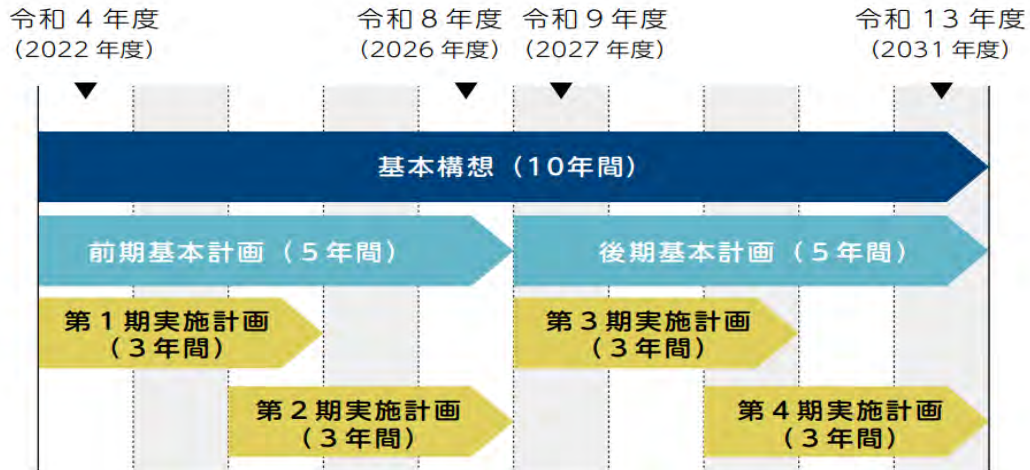 令和 4 年度 令和 8 年度 令和 9 年度 令和 13 年度
(2022 年度) (2026 年度) (2027 年度) (2031 年度)
基本構想(10年間)
前期基本計画(5年間) 後期基本計画(5年間)
第1期実施計画
(3年間)
第3期実施計画
(3年間)
第2期実施計画
(3年間)
第4期実施計画
(3年間)